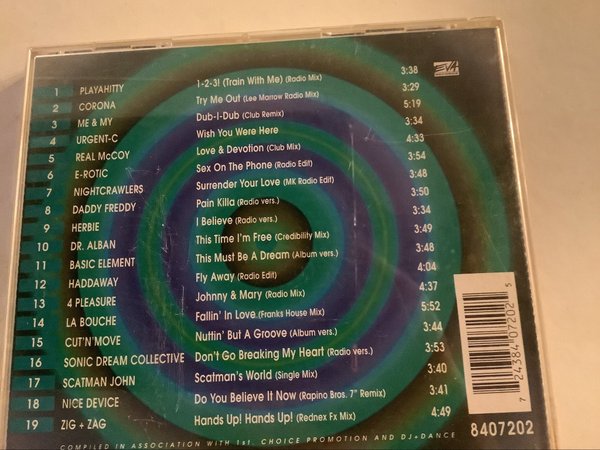 1 PLAYAHITTY 1-2-3! (Train With Me) (Radio Mix) 3:38
2 CORONA Try Me Out (Lee Marrow Radio Mix) 3:29
3 ME & MY Dub-I-Dub (Club Remix) 5:19
4 URGENT-C Wish You Were Here 3:34
5 REAL McCOY Love & Devotion (Club Mix) 4:33
6 E-ROTIC Sex On The Phone (Radio Edit) 3:54
7 NIGHTCRAWLERS Surrender Your Love (MK Radio Edit) 3:48
8 DADDY FREDDY Pain Killa (Radio vers.) 3:50
9 HERBIE I Believe (Radio vers.) 3:34
10 DR. ALBAN This Time I'm Free (Credibility Mix) 3:49
11 BASIC ELEMENT This Must Be A Dream (Album vers.) 3:48
12 HADDAWAY Fly Away (Radio Edit) 4:04
13 4 PLEASURE Johnny & Mary (Radio Mix) 4:37
14 LA BOUCHE Fallin' In Love (Franks House Mix) 5:52
15 CUT'N'MOVE Nuttin' But A Groove (Album vers.) 3:44
16 SONIC DREAM COLLECTIVE Don't Go Breaking My Heart (Radio vers.) 3:53
17 SCATMAN JOHN Scatman's World (Single Mix) 3:40
18 NICE DEVICE Do You Believe It Now (Rapino Bros. 7" Remix) 3:41
19 ZIG + ZAG Hands Up! Hands Up! (Rednex Fx Mix) 4:49
COMPILED IN ASSOCIATION WITH 1st. CHOICE PROMOTION AND DJ+DANCE
7 24384 07202 5
8407202